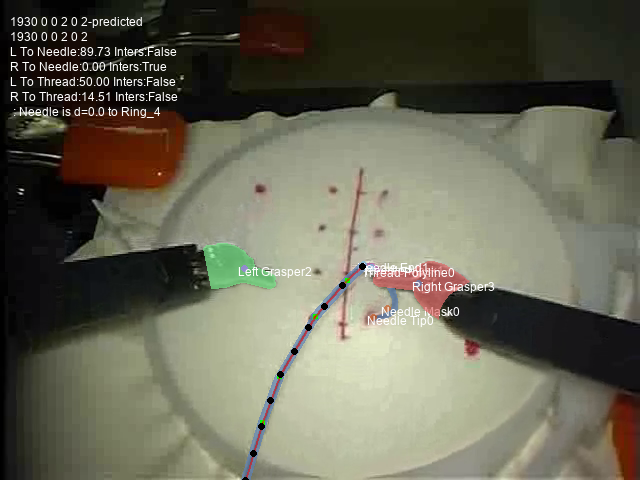 1930 0 0 2 0 2-predicted
1930 0 0 2 0 2
L To Needle:89.73 Inters:False
R To Needle:0.00 Inters:True
L To Thread:50.00 Inters:False
R To Thread:14.51 Inters:False
: Needle is d=0.0 to Ring_4
Left Grasper2
Thread Polyline0
Right Grasper3
Needle Mask0
Needle Tip0